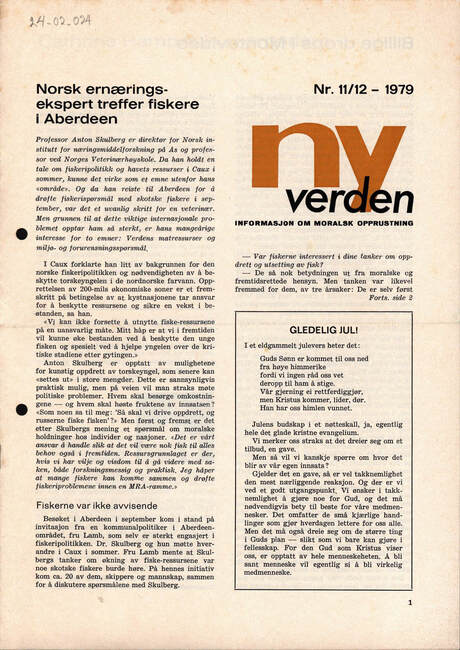 24-02.024
Norsk ernærings-
ekspert treffer fiskere
i Aberdeen
Professor Anton Skulberg er direktør for Norsk in-
stitutt for næringsmiddelforskning på Ås og profes-
sor ved Norges Veterinærhøyskole. Da han holdt en
tale om fiskeripolitikk og havets ressurser i Caux i
sommer, kunne det virke som et emne utenfor hans
«område». Og da kan reiste til Aberdeen for å
drøfte fiskerispørsmål med skotske fiskere i sep-
tember, var det et uvanlig skritt for en veterinær.
Men grunnen til at dette viktige internasjonale pro-
blemet opptar ham så sterkt, er hans mangeårige
interesse for to emner: Verdens matressurser og
miljø- og forurensningsspørsmål.
I Caux forklarte han litt av bakgrunnen for den
norske fiskeripolitikken og nødvendigheten av å be-
skytte torskeyngelen i det nordnorske farvann. Opp-
rettelsen av 200-mils økonomiske soner er et frem-
skritt på betingelse av at kystnasjonene tar ansvar
for å beskytte ressursene og sikre en vekst i be-
standen, sa han.
«Vi kan ikke forsette å utnytte fiske-ressursene
på en uansvarlig måte. Mitt håp er at vi i fremtiden
vil kunne øke bestanden ved å beskytte den unge
fisken og spesielt ved å hjelpe yngelen over de kri-
tiske stadiene etter gytingen.»
Anton Skulberg er opptatt av mulighetene
for kunstig oppdrett av torskeyngel, som senere kan
«settes ut» i store mengder. Dette er sannsynligvis
praktisk mulig, men på veien vil man straks møte
politiske problemer. Hvem skal besørge omkostnin-
gene — og hvem skal høste fruktene av innsatsen?
«Som noen sa til meg: 'Så skal vi drive oppdrett, og
russerne fiske fisken'?» Men først og fremst er det
etter Skulbergs mening et spørsmål om moralske
holdninger hos individer og nasjoner. «Det er vårt
ansvar å handle slik at det vil være nok fisk til alles
behov også i fremtiden. Ressursgrunnlaget er der,
hvis vi har vilje og visdom til å gå videre med sa-
ken, både forskningsmessig og praktisk. Jeg håper
at mange fiskere kan komme sammen og drøfte
fiskeriproblemene innen en MRA-ramme.»
Fiskerne var ikke avvisende
Besøket i Aberdeen i september kom i stand på
invitasjon fra en kommunalpolitiker i Aberdeen-
området, fru Lamb, som selv er sterkt engasjert i
fiskeripolitikken. Dr. Skulberg og hun møtte hver-
andre i Caux i sommer. Fru Lamb mente at Skul-
bergs tanker om økning av fiske-ressursene var
noe skotske fiskere burde høre. På hennes initiativ
kom ca. 20 av dem, skippere og mannskap, sammen
for å diskutere spørsmålene med Skulberg.
Nr. 11/12 – 1979
ny
verden
INFORMASJON OM MORALSK OPPRUSTNING
— Var fiskerne interessert i dine tanker om opp-
drett og utsetting av fisk?
— De så nok betydningen ut fra moralske og
fremtidsrettede hensyn. Men tanken var likevel
fremmed for dem, av tre årsaker: De er selv først
Forts. side 2
GLEDELIG JUL!
I et eldgammelt julevers heter det:
Guds Sønn er kommet til oss ned
fra høye himmerike
fordi vi ingen råd oss vet
deropp til ham å stige.
Vår gjerning ei rettferdiggjør,
men Kristus kommer, lider, dør.
Han har oss himlen vunnet.
Julens budskap i et nøtteskall, ja, egentlig
hele det glade kristne evangelium.
Vi merker oss straks at det dreier seg om et
tilbud, en gave.
Men så vil vi kanskje spørre om hvor det
blir av vår egen innsats?
Gjelder det en gave, så er vel takknemlighet
den mest nærliggende reaksjon. Og der er vi
ved et godt utgangspunkt. Vi ønsker i takk-
nemlighet å gjøre noe for Gud, og det må
nødvendigvis bety til beste for våre medmen-
nesker. Det omfatter de små kjærlige hand-
lingene som gjør hverdagen lettere for oss alle.
Men det må også dreie seg om de større ting
i Guds plan — slikt som vi bare kan gjøre i
fellesskap. For den Gud som Kristus viser
oss, er opptatt av hele menneskeheten. Å bli
sant menneske vil egentlig si å bli virkelig
medmenneske.
1